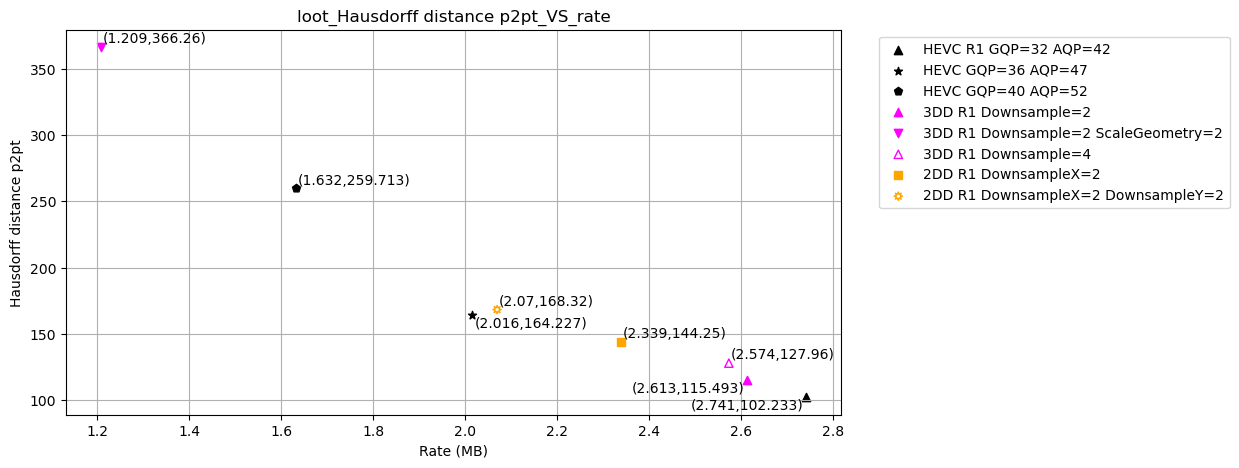 loot_Hausdorff distance p2pt_VS_rate
Hausdorff distance p2pt
350
300
250
200
150
100
(1.209,366.26)
(1.632,259.713)
(2.07,168.32)
(2.016,164.227)
(2.339,144.25)
(2.574,127.96)
(2.613,115.493)
(2.741,102.233)
1.2 1.4 1.6 1.8 2.0 2.2 2.4 2.6 2.8
Rate (MB)
HEVC R1 GQP=32 AQP=42
HEVC GQP=36 AQP=47
HEVC GQP=40 AQP=52
3DD R1 Downsample=2
3DD R1 Downsample=2 ScaleGeometry=2
3DD R1 Downsample=4
2DD R1 DownsampleX=2
2DD R1 DownsampleX=2 DownsampleY=2